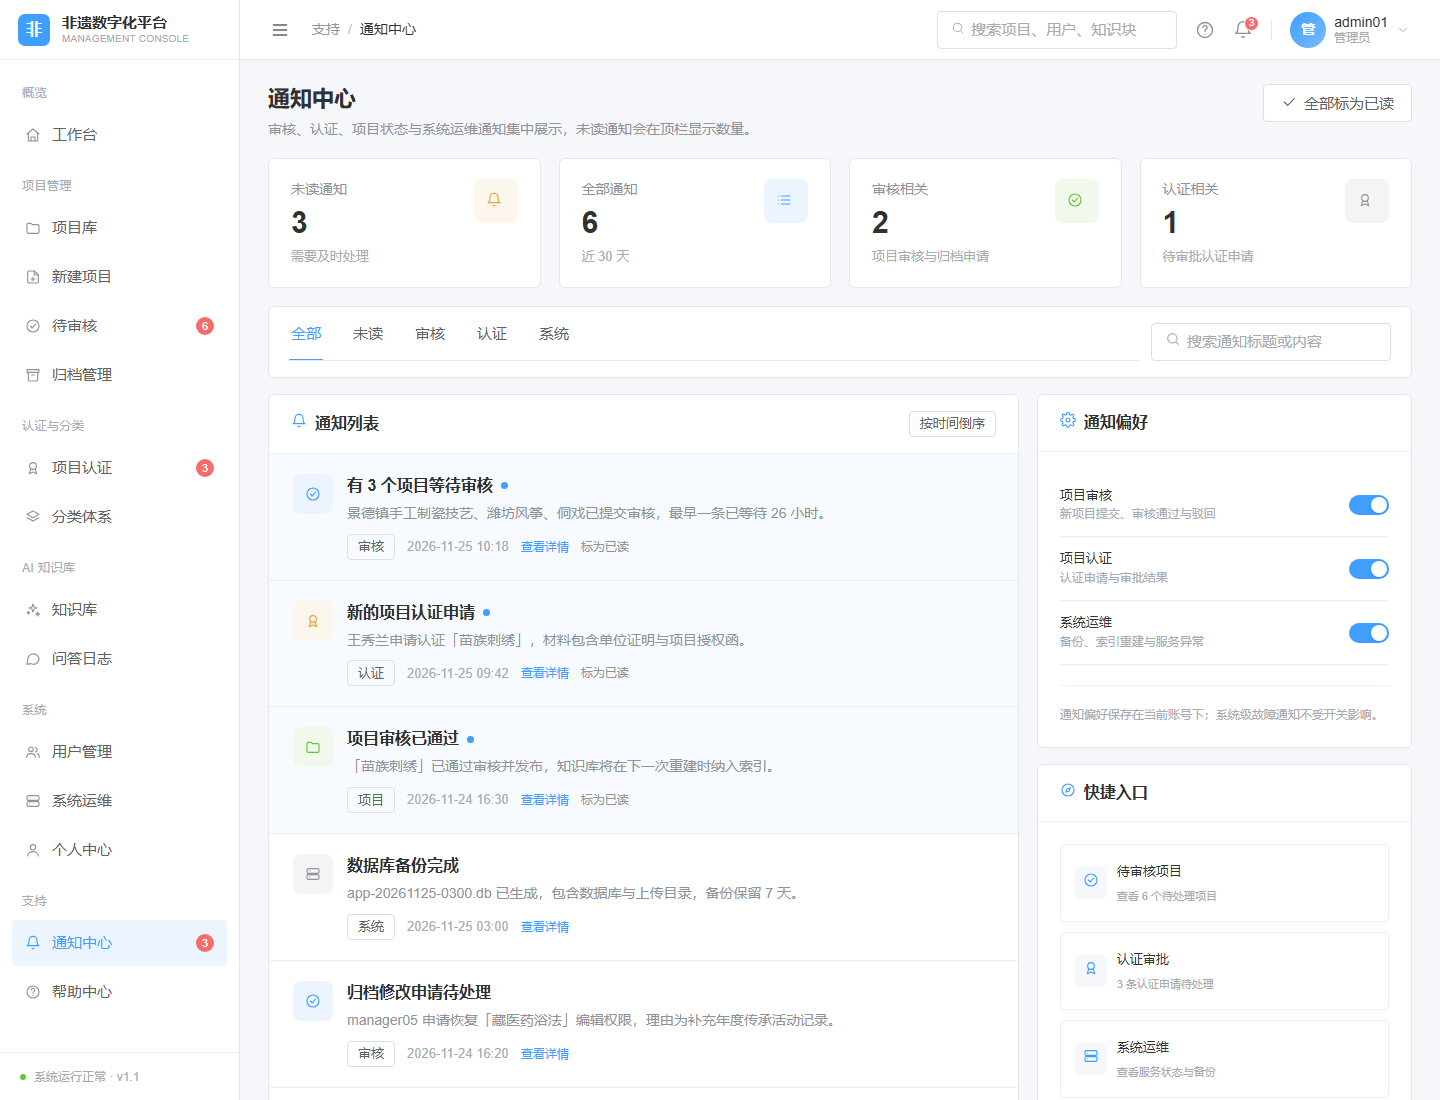 非
非遗数字化平台
MANAGEMENT CONSOLE
支持 / 通知中心
搜索项目、用户、知识块
3
管
admin01
管理员
概览
工作台
项目管理
项目库
新建项目
待审核
6
归档管理
认证与分类
项目认证
3
分类体系
AI 知识库
知识库
问答日志
系统
用户管理
系统运维
个人中心
支持
通知中心
3
帮助中心
系统运行正常 · v1.1
通知中心
审核、认证、项目状态与系统运维通知集中展示，未读通知会在顶栏显示数量。
全部标为已读
未读通知
3
需要及时处理
全部通知
6
近 30 天
审核相关
2
项目审核与归档申请
认证相关
1
待审批认证申请
全部 未读 审核 认证 系统
搜索通知标题或内容
通知列表
按时间倒序
有 3 个项目等待审核
景德镇手工制瓷技艺、潍坊风筝、侗戏已提交审核，最早一条已等待 26 小时。
审核 2026-11-25 10:18 查看详情 标为已读
新的项目认证申请
王秀兰申请认证「苗族刺绣」，材料包含单位证明与项目授权函。
认证 2026-11-25 09:42 查看详情 标为已读
项目审核已通过
「苗族刺绣」已通过审核并发布，知识库将在下一次重建时纳入索引。
项目 2026-11-24 16:30 查看详情 标为已读
数据库备份完成
app-20261125-0300.db 已生成，包含数据库与上传目录，备份保留 7 天。
系统 2026-11-25 03:00 查看详情
归档修改申请待处理
manager05 申请恢复「藏医药浴法」编辑权限，理由为补充年度传承活动记录。
审核 2026-11-24 16:20 查看详情
通知偏好
项目审核
新项目提交、审核通过与驳回
项目认证
认证申请与审批结果
系统运维
备份、索引重建与服务异常
通知偏好保存在当前账号下；系统级故障通知不受开关影响。
快捷入口
待审核项目
查看 6 个待处理项目
认证审批
3 条认证申请待处理
系统运维
查看服务状态与备份